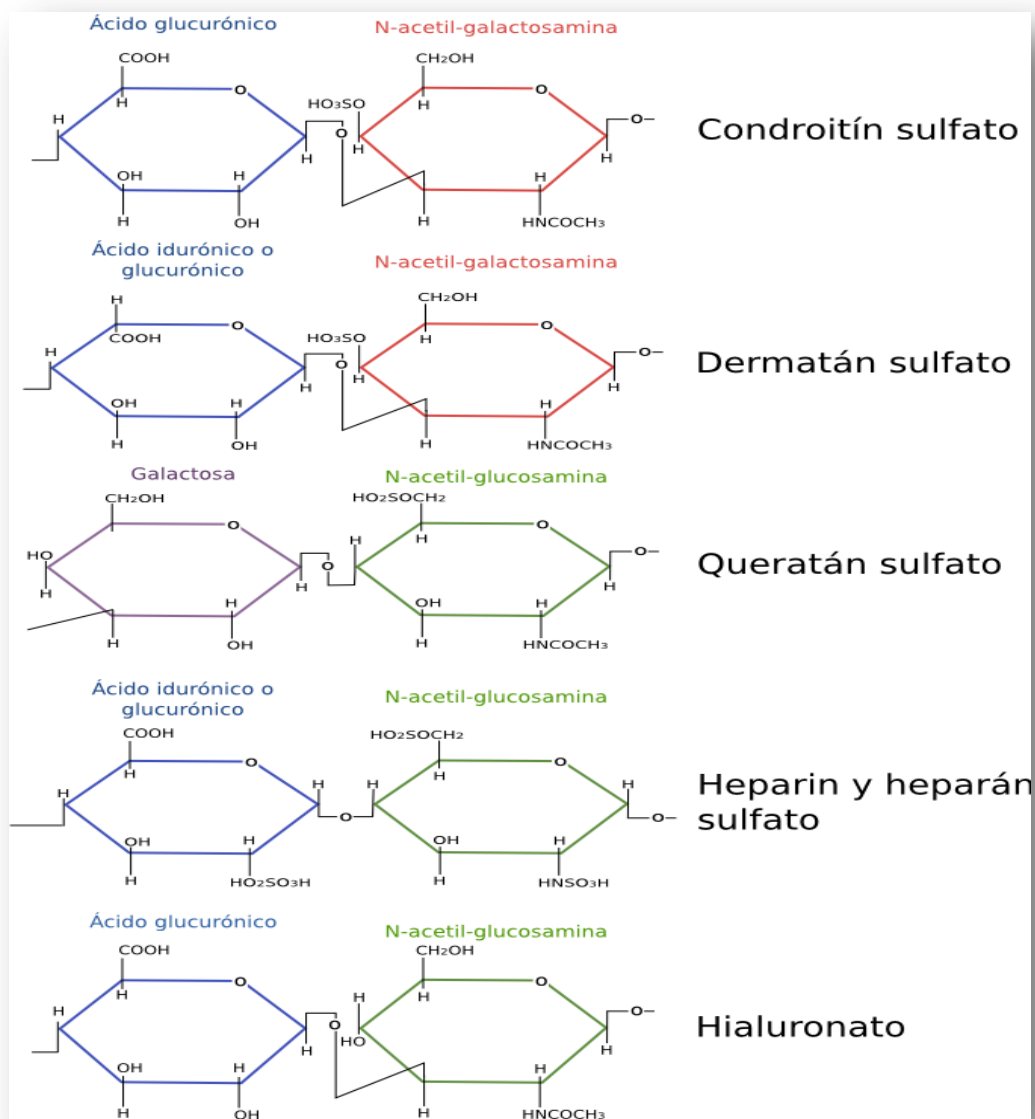 Ácido glucurónico
N-acetil-galactosamina
COOH
O
H
H
OH
H
H
OH
H
O
HO₃SO
CH₂OH
O
H
H
H
H
HNCOCH₃
H
O
Condroitín sulfato
Ácido idurónico o
glucurónico
N-acetil-galactosamina
H
COOH
O
H
OH
H
H
OH
H
O
HO₃SO
CH₂OH
O
H
H
H
H
HNCOCH₃
H
O
Dermatán sulfato
Galactosa
N-acetil-glucosamina
CH₂OH
O
HO
H
H
H
OH
H
O
HO₂SOCH₂
O
H
H
OH
H
H
HNCOCH₃
H
O
Queratán sulfato
Ácido idurónico o
glucurónico
N-acetil-glucosamina
COOH
O
H
H
OH
H
H
HO₂SO₃H
H
O
HO₂SOCH₂
O
H
H
OH
H
H
HNSO₃H
H
O
Heparin y heparán
sulfato
Ácido glucurónico
N-acetil-glucosamina
COOH
O
H
H
OH
H
H
OH
H
O
H
HO
CH₂OH
O
H
H
H
HNCOCH₃
H
O
Hialuronato